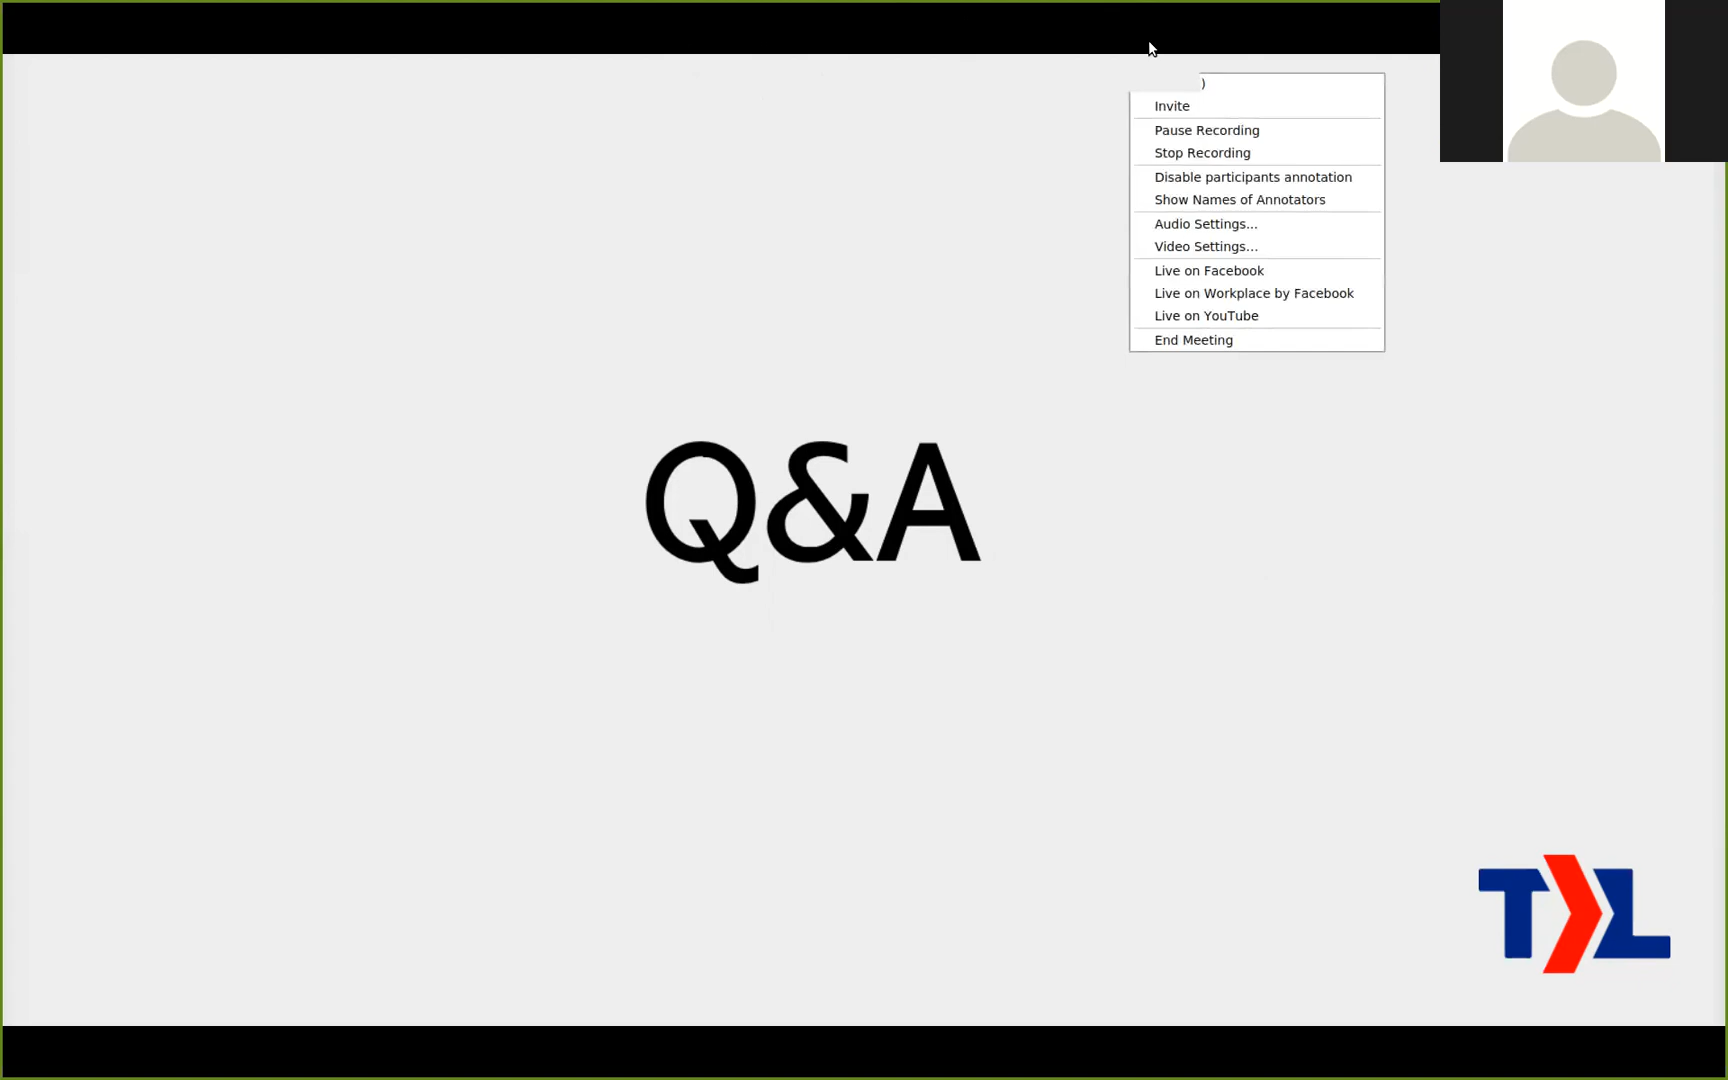 )
Invite
Pause Recording
Stop Recording
Disable participants annotation
Show Names of Annotators
Audio Settings...
Video Settings...
Live on Facebook
Live on Workplace by Facebook
Live on YouTube
End Meeting
Q&A
TL